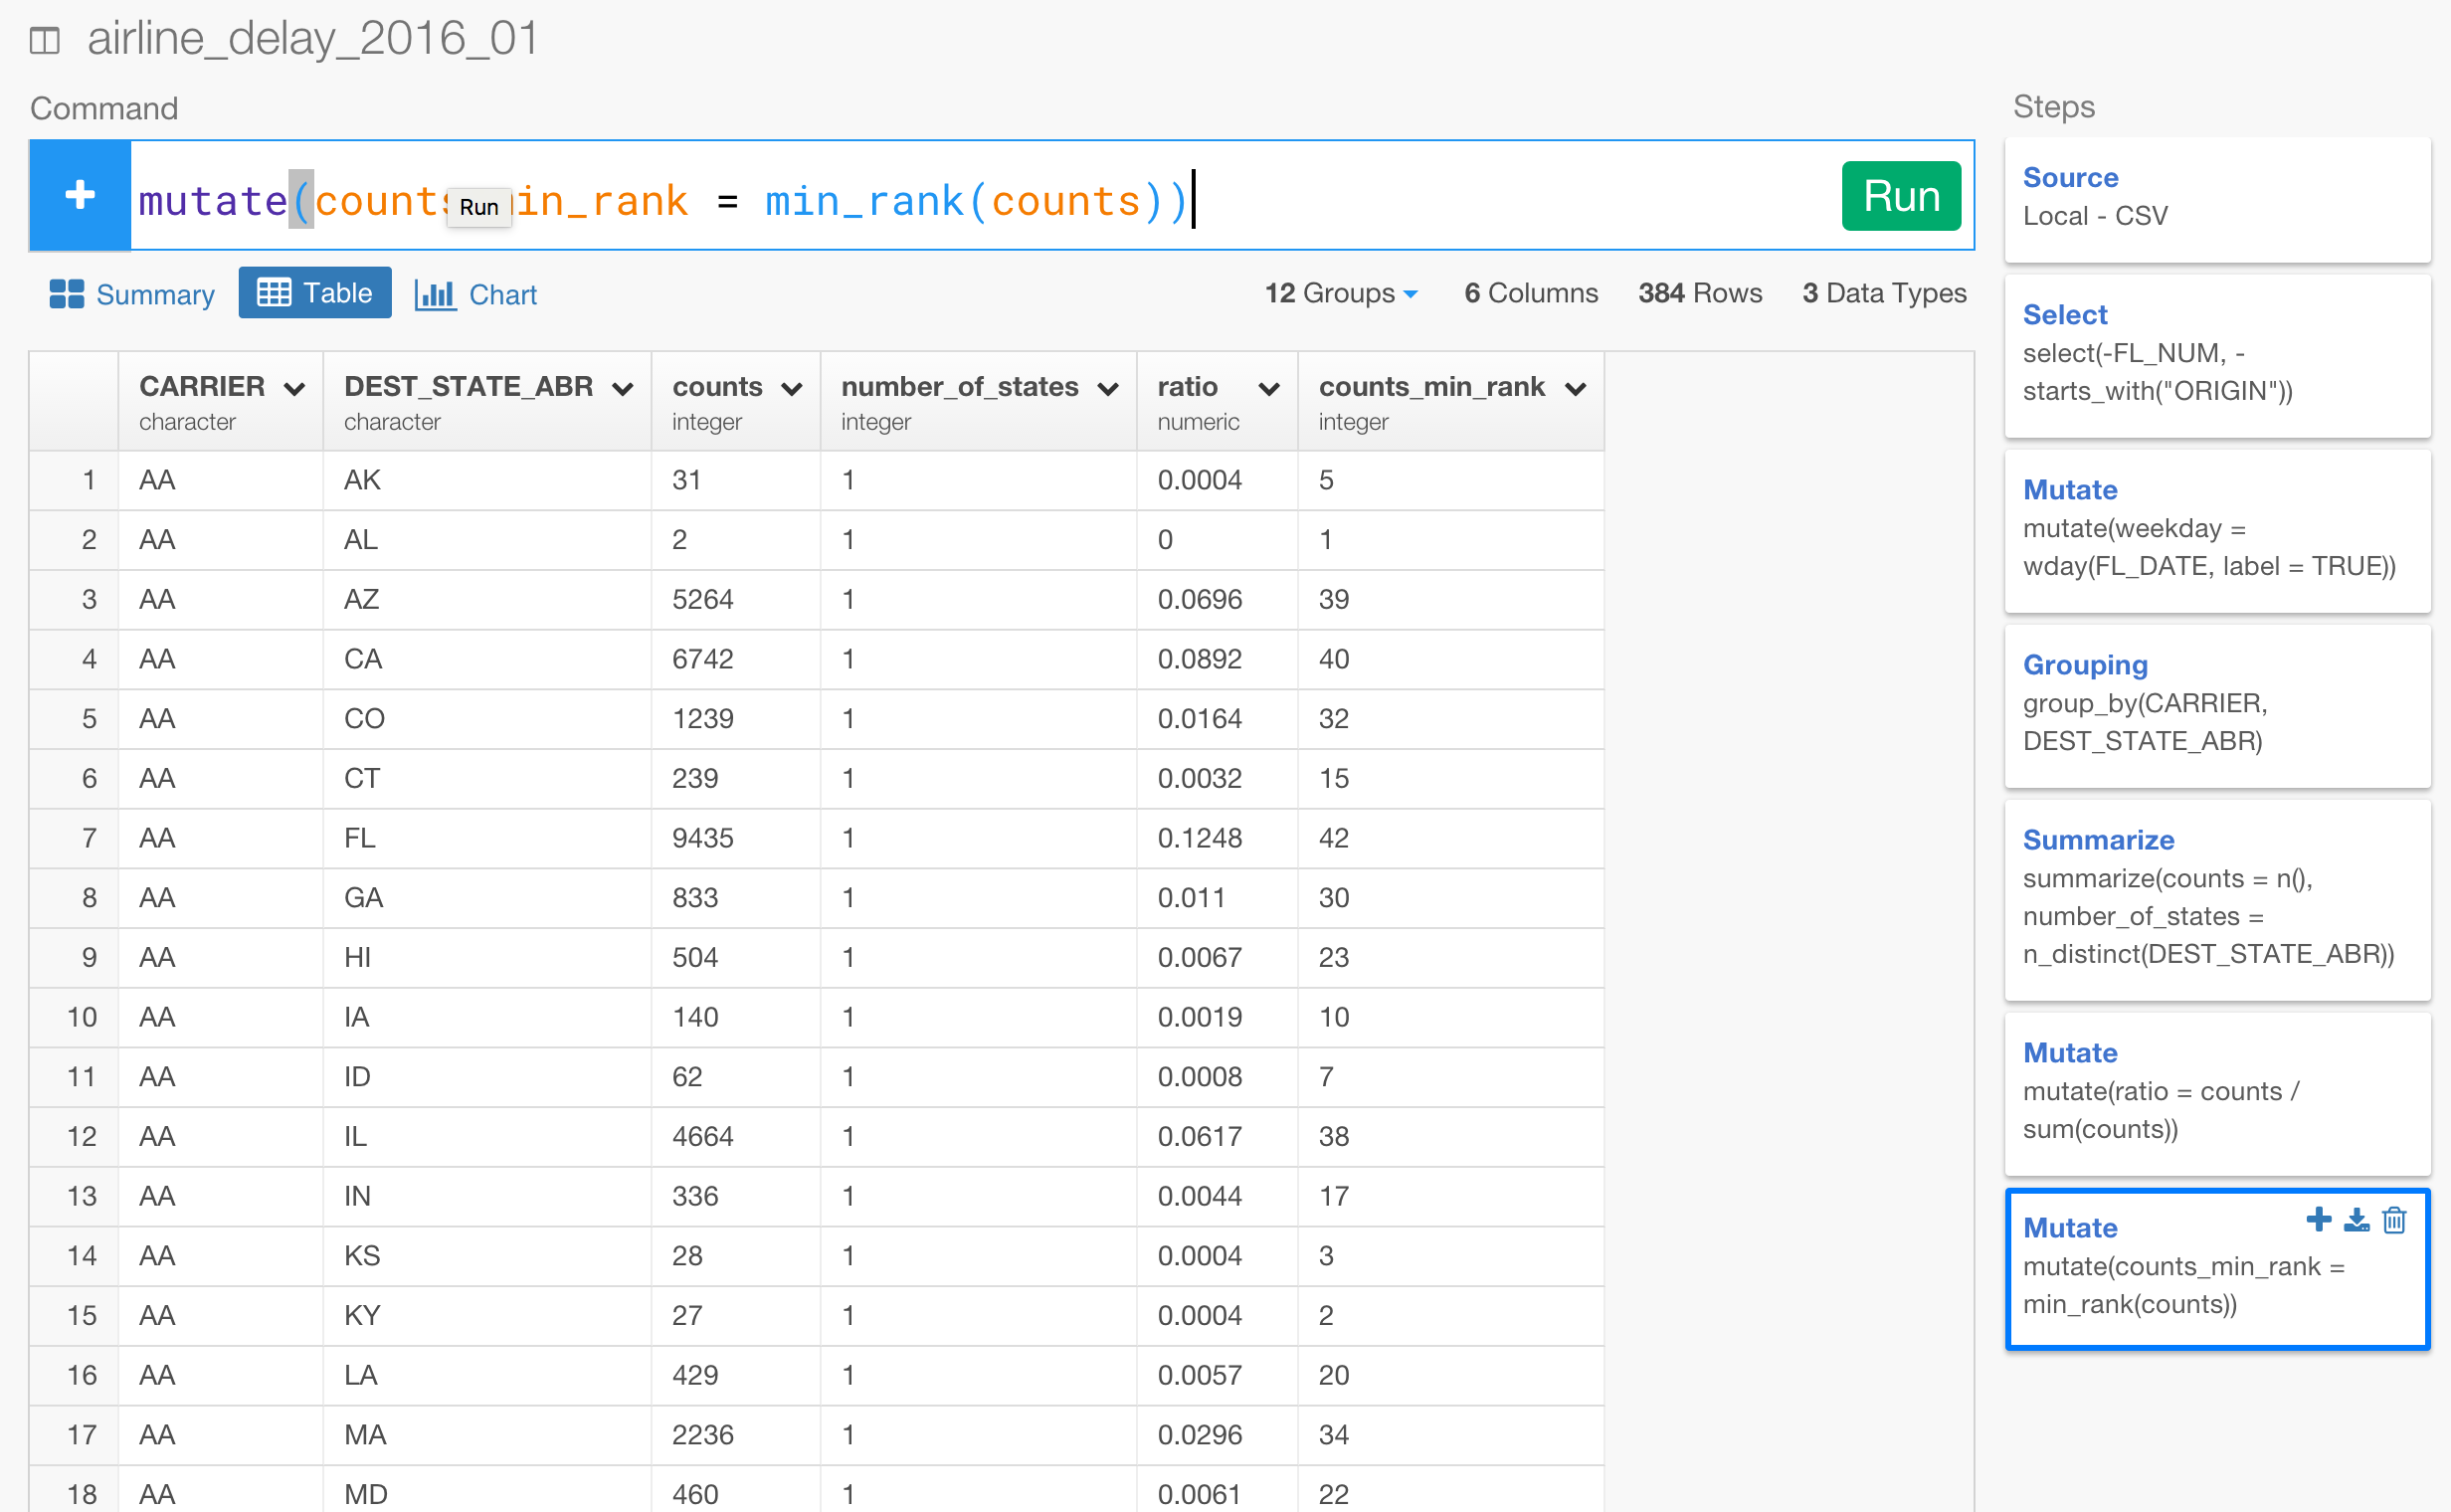 airline_delay_2016_01
Command
mutate(counts min_rank = min_rank(counts))
Run
Run
Summary Table Chart 12 Groups 6 Columns 384 Rows 3 Data Types
CARRIER DEST_STATE_ABR counts number_of_states ratio counts_min_rank
character character integer integer numeric integer
1 AA AK 31 1 0.0004 5
2 AA AL 2 1 0 1
3 AA AZ 5264 1 0.0696 39
4 AA CA 6742 1 0.0892 40
5 AA CO 1239 1 0.0164 32
6 AA CT 239 1 0.0032 15
7 AA FL 9435 1 0.1248 42
8 AA GA 833 1 0.011 30
9 AA HI 504 1 0.0067 23
10 AA IA 140 1 0.0019 10
11 AA ID 62 1 0.0008 7
12 AA IL 4664 1 0.0617 38
13 AA IN 336 1 0.0044 17
14 AA KS 28 1 0.0004 3
15 AA KY 27 1 0.0004 2
16 AA LA 429 1 0.0057 20
17 AA MA 2236 1 0.0296 34
18 AA MD 460 1 0.0061 22
Steps
Source
Local - CSV
Select
select(-FL_NUM, -
starts_with("ORIGIN"))
Mutate
mutate(weekday =
wday(FL_DATE, label = TRUE))
Grouping
group_by(CARRIER,
DEST_STATE_ABR)
Summarize
summarize(counts = n(),
number_of_states =
n_distinct(DEST_STATE_ABR))
Mutate
mutate(ratio = counts /
sum(counts))
Mutate
mutate(counts_min_rank =
min_rank(counts))